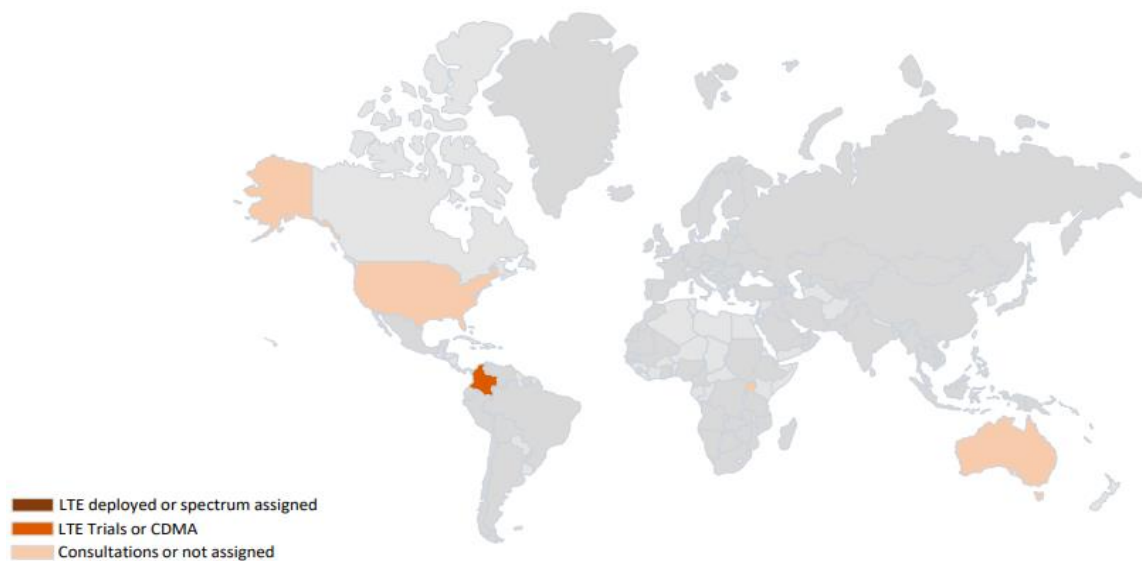 LTE deployed or spectrum assigned
LTE Trials or CDMA
Consultations or not assigned